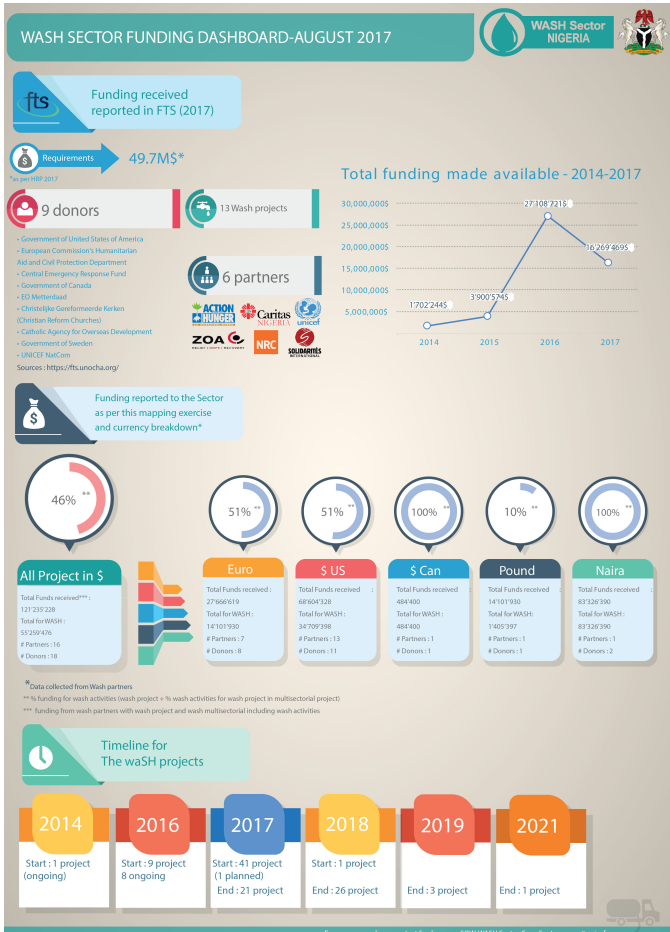 WASH SECTOR FUNDING DASHBOARD-AUGUST 2017
WASH Sector
NIGERIA
fts
Funding received
reported in FTS (2017)
Requirements
49.7M$*
*as per HRP 2017
9 donors
13 Wash projects
• Government of United States of America
• European Commission's Humanitarian
Aid and Civil Protection Department
• Central Emergency Response Fund
• Government of Canada
• EO Metterdaad
• Christelijke Gereformeerde Kerken
(Christian Reform Churches)
• Catholic Agency for Overseas Development
• Government of Sweden
• UNICEF NatCom
Sources : https://fts.unocha.org/
6 partners
ACTION
HUNGER
Caritas
NIGERIA
unicef
ZOA
RELIEF | HOPE | RECOVERY
NRC
SOLIDARITÉS
INTERNATIONAL
Total funding made available - 2014-2017
30,000,000$
25,000,000$
20,000,000$
15,000,000$
10,000,000$
5,000,000$
1'702'244$
3'900'574$
27'108'721$
16'269'469$
2014
2015
2016
2017
Funding reported to the Sector
as per this mapping exercise
and currency breakdown*
46% **
51% **
51% **
100% **
10% **
100% **
All Project in $
Total Funds received*** :
121'235'228
Total for WASH :
55'259'476
# Partners : 16
# Donors : 18
Euro
Total Funds received :
27'666'619
Total for WASH :
14'101'930
# Partners : 7
# Donors : 8
$ US
Total Funds received :
68'604'328
Total for WASH :
34'709'398
# Partners : 13
# Donors : 11
$ Can
Total Funds received :
484'400
Total for WASH :
484'400
# Partners : 1
# Donors : 1
Pound
Total Funds received :
14'101'930
Total for WASH:
1'405'397
# Partners : 1
# Donors : 1
Naira
Total Funds received :
83'326'390
Total for WASH :
83'326'390
# Partners : 1
# Donors : 2
*Data collected from Wash partners
** % funding for wash activities (wash project + % wash activities for wash project in multisectorial project)
*** funding from wash partners with wash project and wash multisectorial including wash activities
Timeline for
The waSH projects
2014
Start : 1 project
(ongoing)
2016
Start : 9 project
8 ongoing
2017
Start : 41 project
(1 planned)
End : 21 project
2018
Start : 1 project
End : 26 project
2019
End : 3 project
2021
End : 1 project